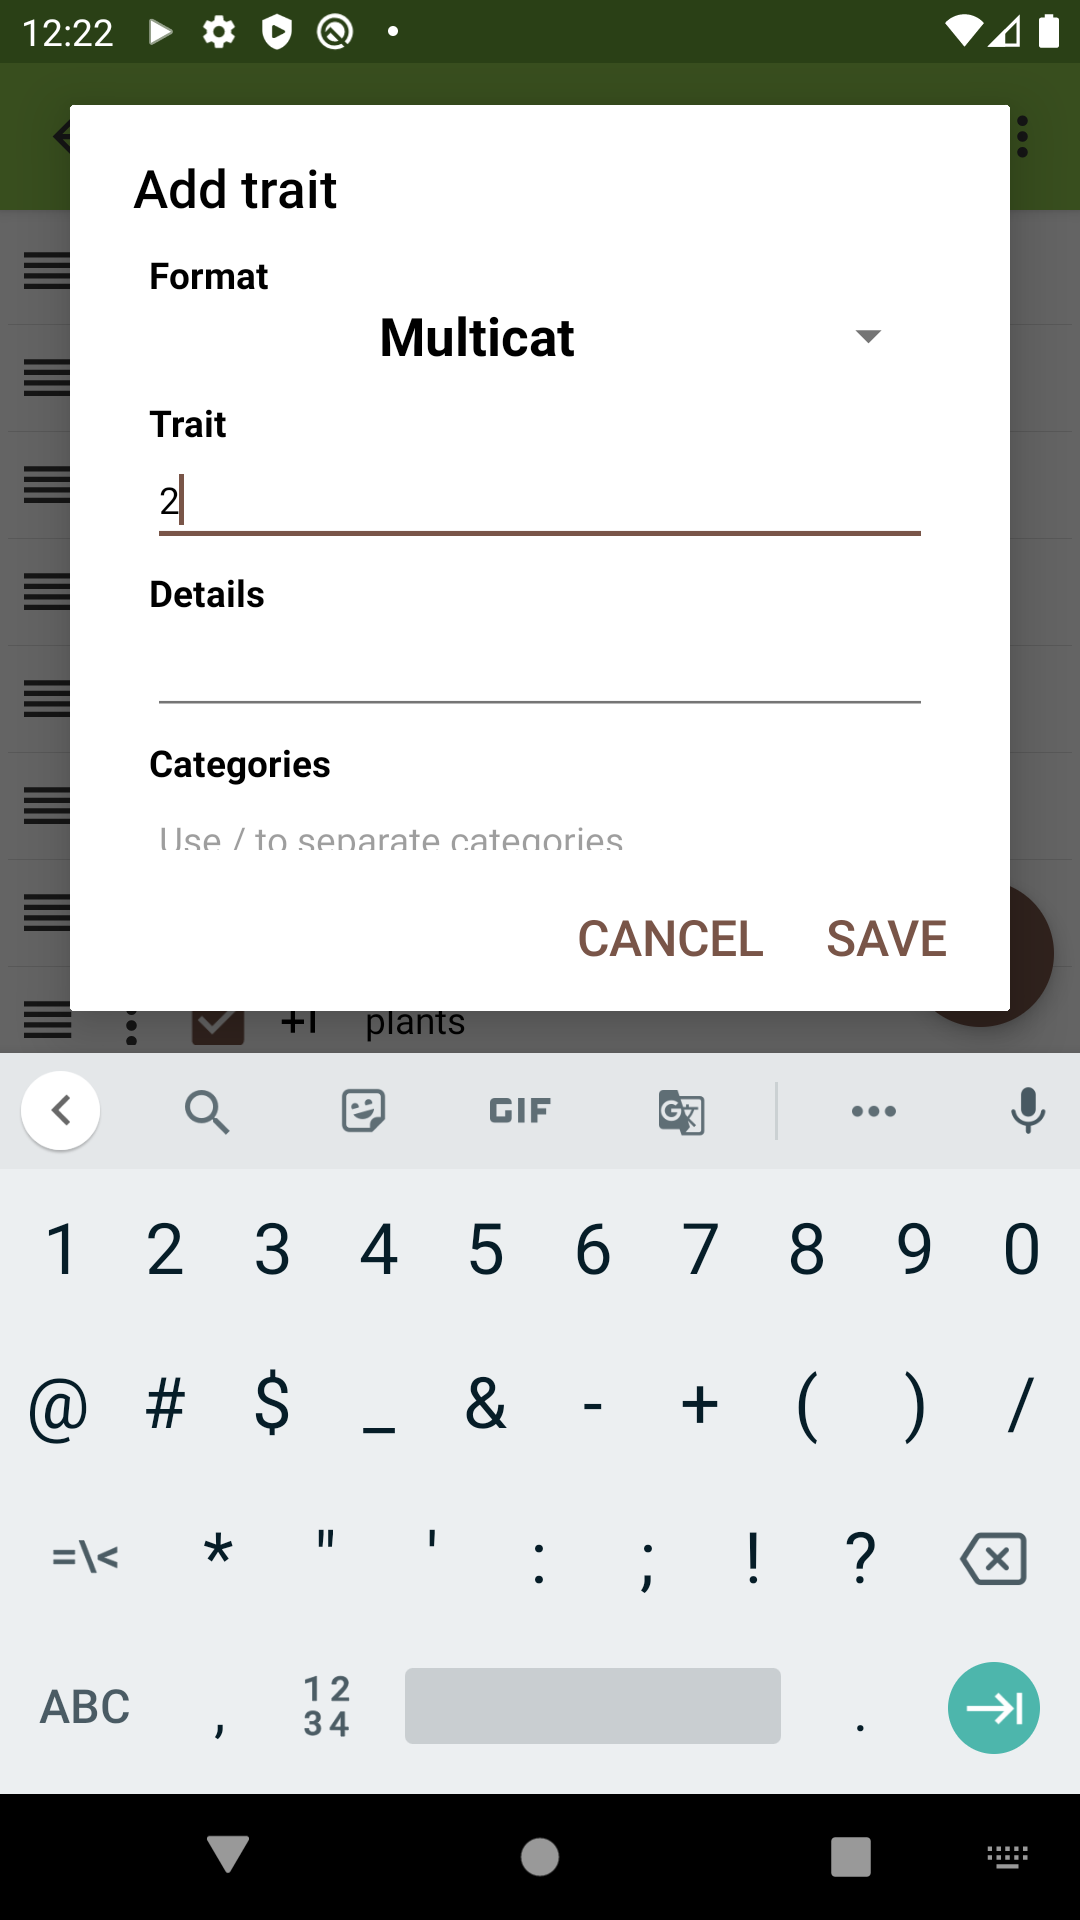 12:22
Add trait
Format
Multicat
Trait
2
Details
Categories
Use / to separate categories
CANCEL SAVE
+1 plants
GIF
1 2 3 4 5 6 7 8 9 0
@ # $ _ & - + ( ) /
=\< * " ' : ; ! ?
ABC , 12 34 .